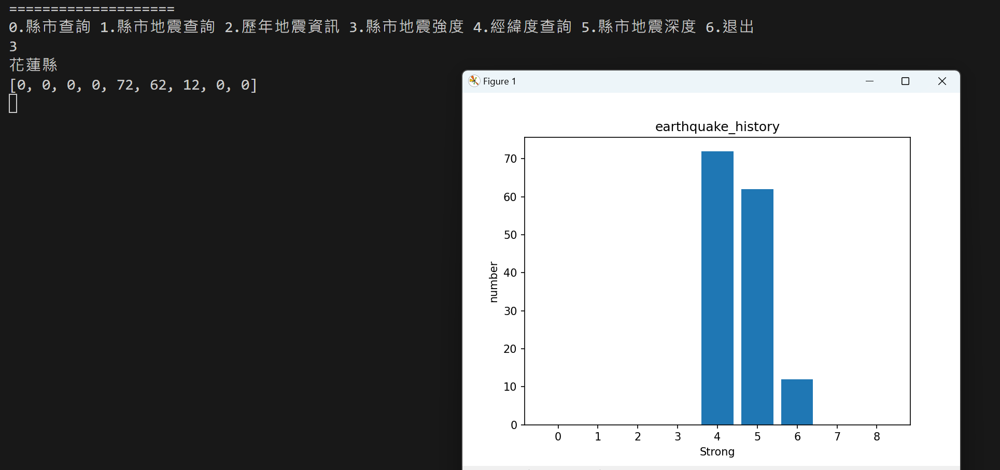 ====================
0.縣市查詢 1.縣市地震查詢 2.歷年地震資訊 3.縣市地震強度 4.經緯度查詢 5.縣市地震深度 6.退出
3
花蓮縣
[0, 0, 0, 0, 72, 62, 12, 0, 0]
Figure 1
earthquake_history
70
60
50
40
30
20
10
0
number
0 1 2 3 4 5 6 7 8
Strong